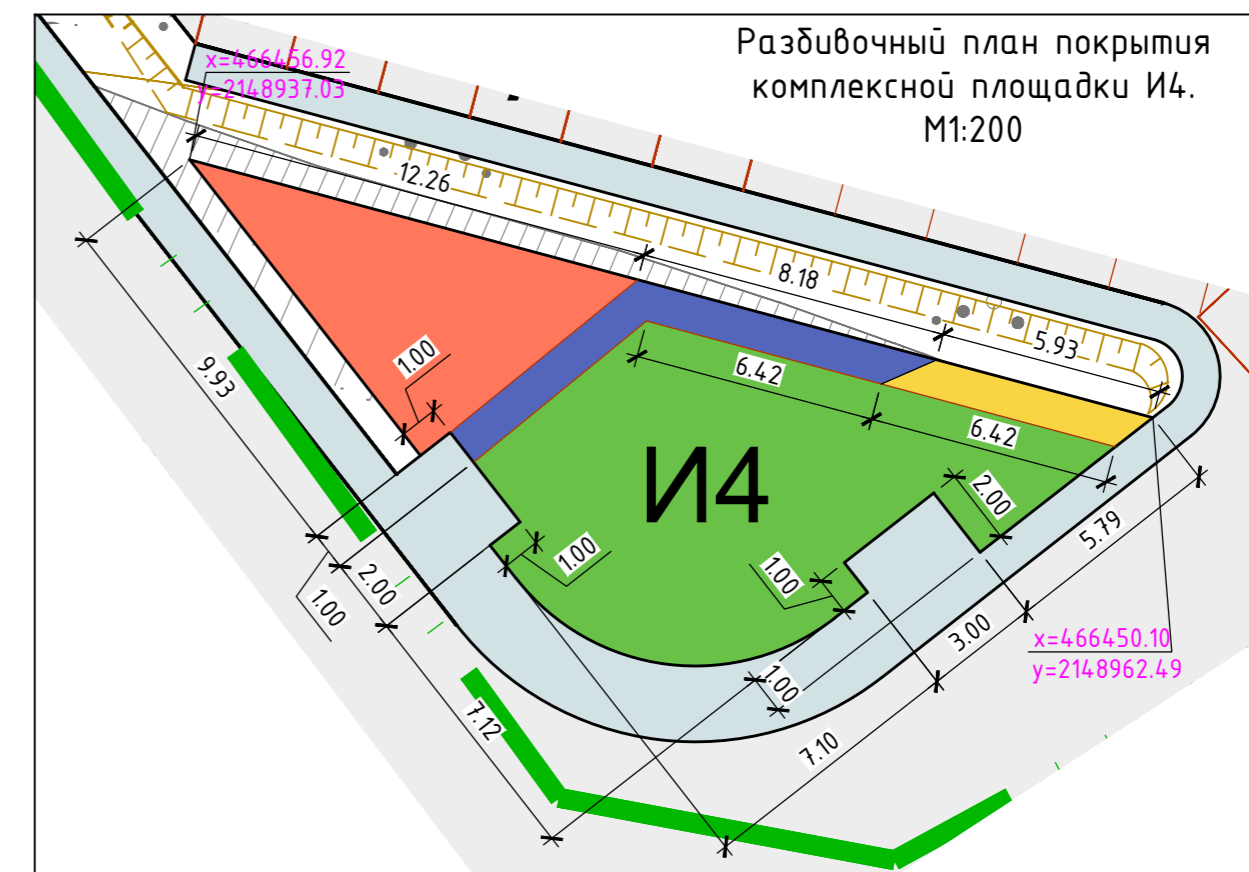 Разбивочный план покрытия
комплексной площадки И4.
М1:200
x=466456.92
y=2148937.03
12.26
8.18
5.93
9.93
1.00
6.42
6.42
И4
2.00
5.79
1.00
1.00
2.00
1.00
3.00
x=466450.10
y=2148962.49
1.00
7.12
7.10